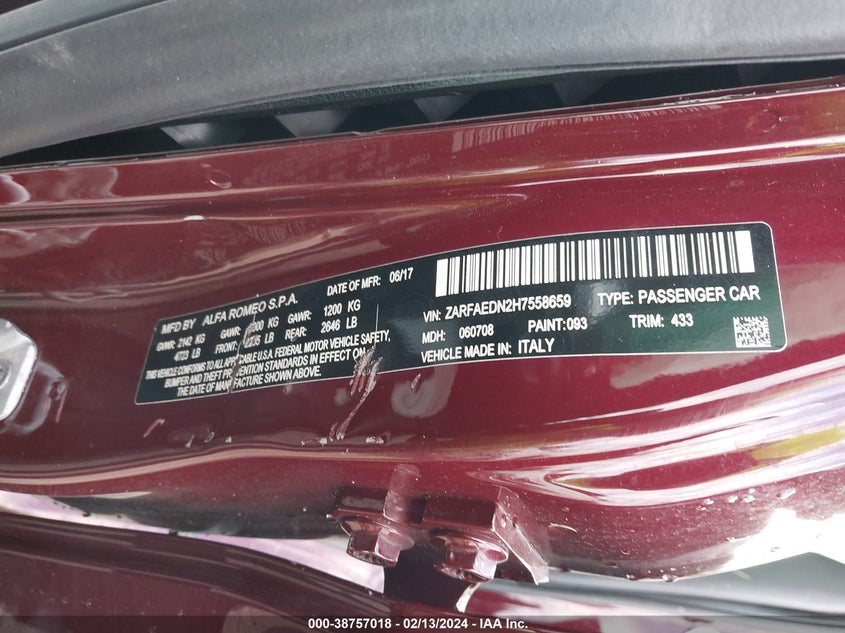 MFD BY: ALFA ROMEO S.P.A. DATE OF MFR: 06/17
GVWR: 2142 KG GAWR: KG GAWR: 1200 KG
4723 LB FRONT: LB REAR: 2646 LB
THIS VEHICLE CONFORMS TO ALL APPLICABLE U.S.A. FEDERAL MOTOR VEHICLE SAFETY,
BUMPER AND THEFT PREVENTION STANDARDS IN EFFECT ON
THE DATE OF MANUFACTURE SHOWN ABOVE.
VIN: ZARFAEDN2H7558659 TYPE: PASSENGER CAR
MDH: 060708 PAINT: 093 TRIM: 433
VEHICLE MADE IN: ITALY
000-38757018 - 02/13/2024 - IAA Inc.